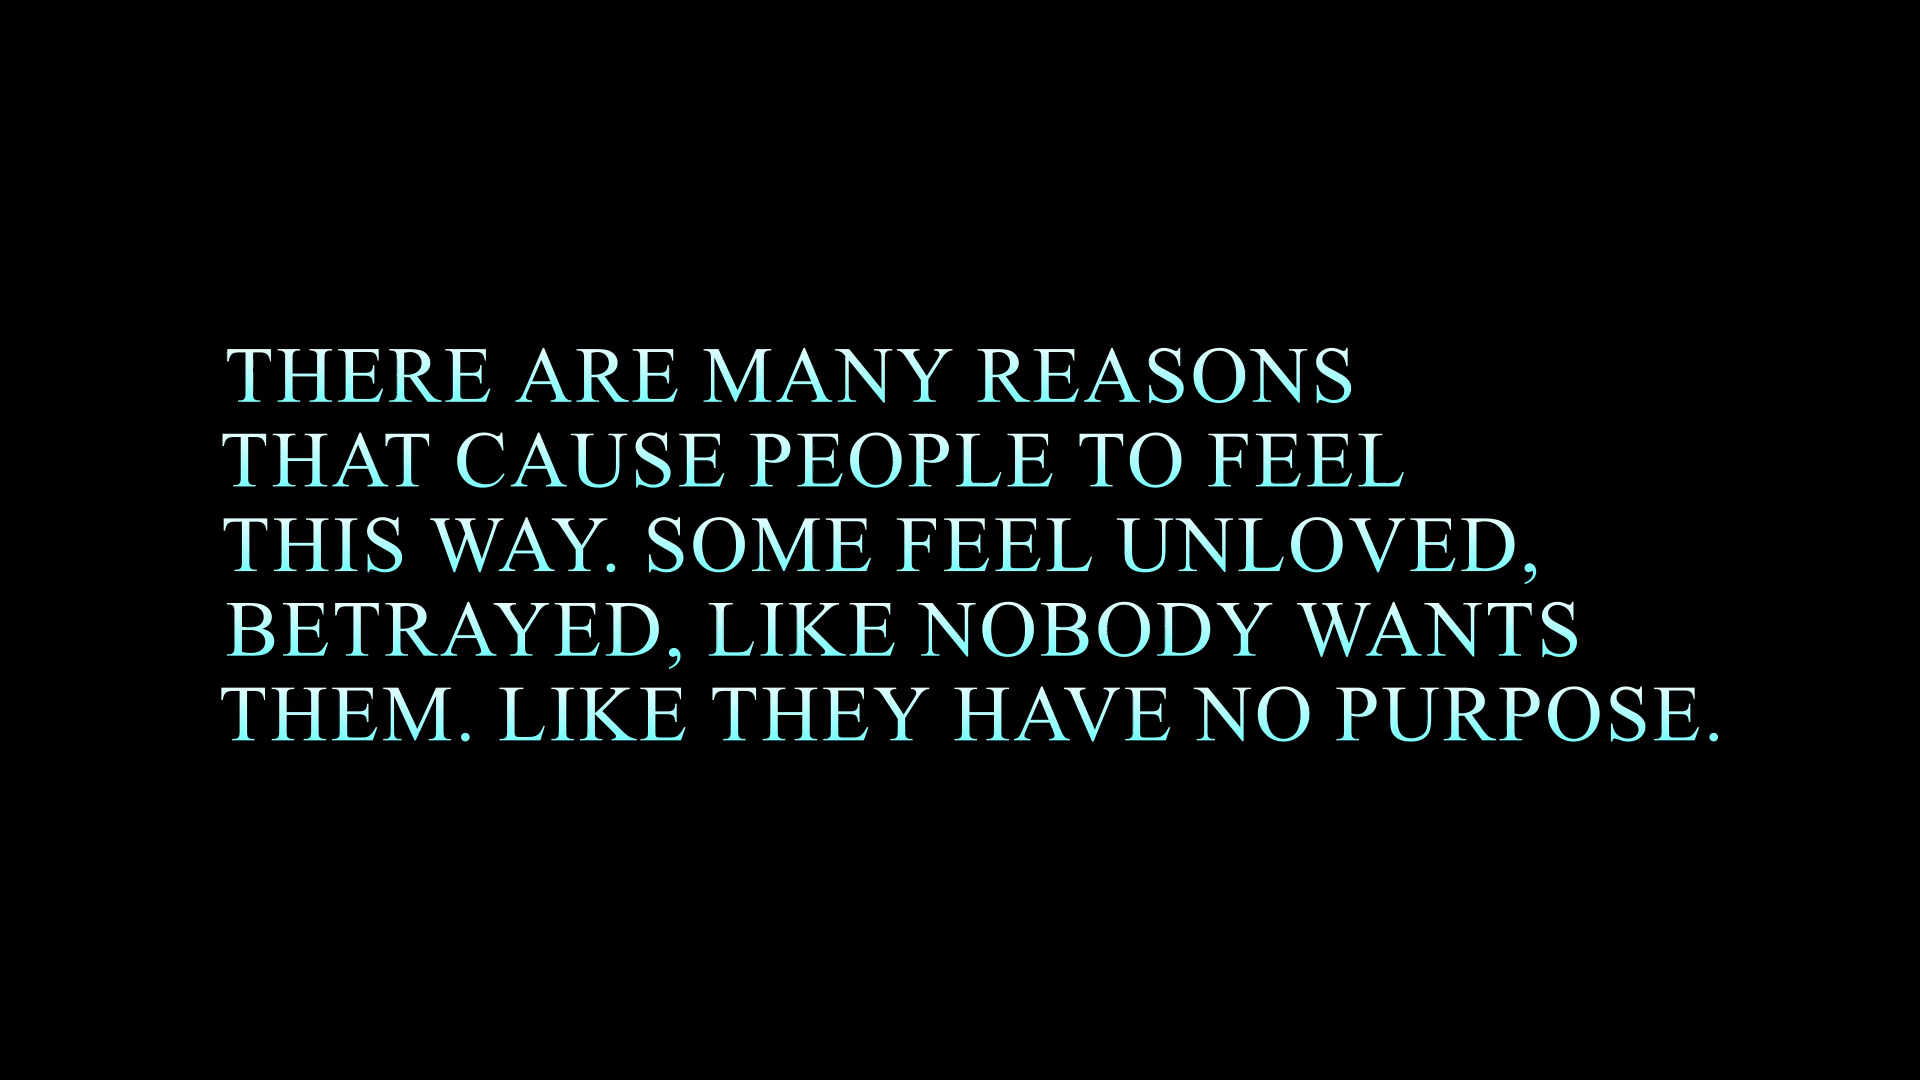 THERE ARE MANY REASONS
THAT CAUSE PEOPLE TO FEEL
THIS WAY. SOME FEEL UNLOVED,
BETRAYED, LIKE NOBODY WANTS
THEM. LIKE THEY HAVE NO PURPOSE.